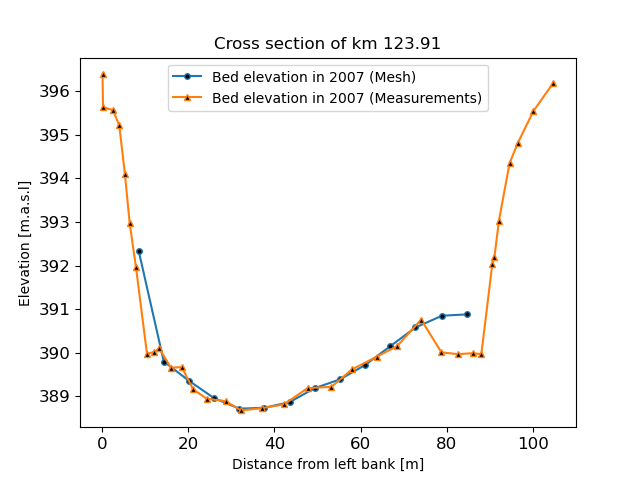 Cross section of km 123.91
Bed elevation in 2007 (Mesh)
Bed elevation in 2007 (Measurements)
Elevation [m.a.s.l]
396
395
394
393
392
391
390
389
0 20 40 60 80 100
Distance from left bank [m]